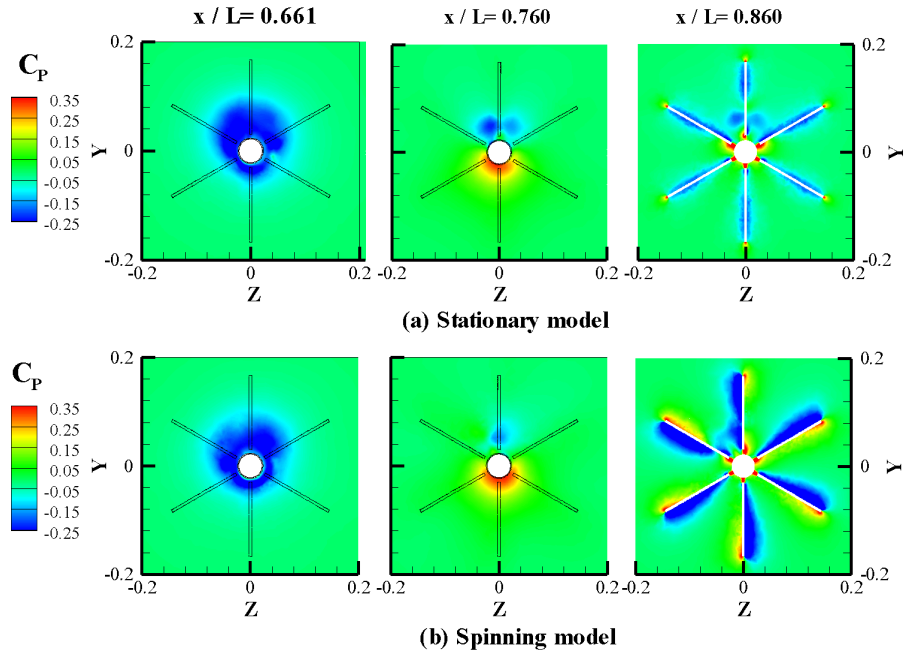 x / L= 0.661
x / L= 0.760
x / L= 0.860
C_P
0.35
0.25
0.15
0.05
-0.05
-0.15
-0.25
0.2
Y
0
-0.2
-0.2 0 0.2
Z
-0.2 0 0.2
Z
-0.2 0 0.2
Z
0.2
0
Y
-0.2
(a) Stationary model
C_P
0.35
0.25
0.15
0.05
-0.05
-0.15
-0.25
0.2
Y
0
-0.2
-0.2 0 0.2
Z
-0.2 0 0.2
Z
-0.2 0 0.2
Z
0.2
0
Y
-0.2
(b) Spinning model